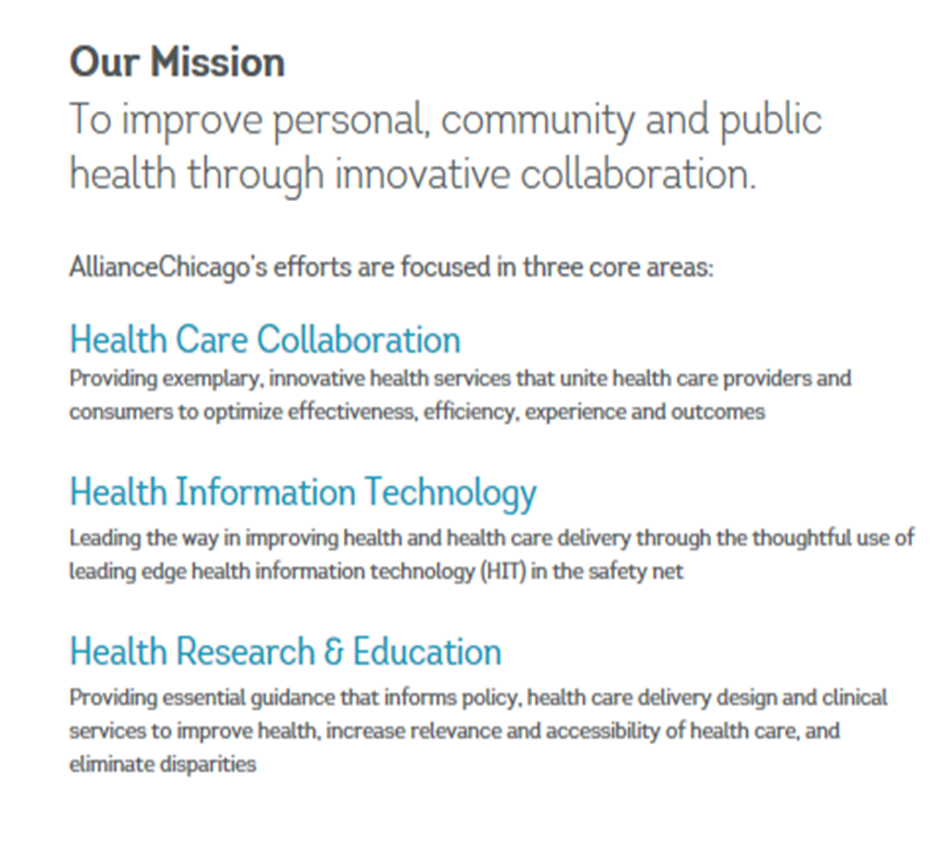 Our Mission
To improve personal, community and public
health through innovative collaboration.
AllianceChicago's efforts are focused in three core areas:
Health Care Collaboration
Providing exemplary, innovative health services that unite health care providers and
consumers to optimize effectiveness, efficiency, experience and outcomes
Health Information Technology
Leading the way in improving health and health care delivery through the thoughtful use of
leading edge health information technology (HIT) in the safety net
Health Research & Education
Providing essential guidance that informs policy, health care delivery design and clinical
services to improve health, increase relevance and accessibility of health care, and
eliminate disparities